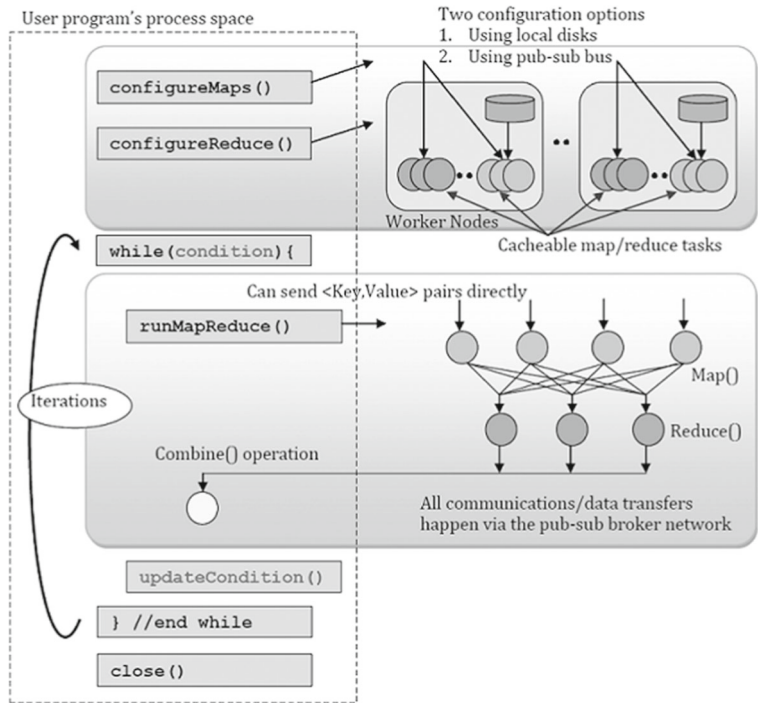 User program's process space
Two configuration options
1. Using local disks
2. Using pub-sub bus
configureMaps()
configureReduce()
Worker Nodes
Cacheable map/reduce tasks
while(condition){
Can send <Key,Value> pairs directly
runMapReduce()
Map()
Iterations
Reduce()
Combine() operation
All communications/data transfers
happen via the pub-sub broker network
updateCondition()
} //end while
close()